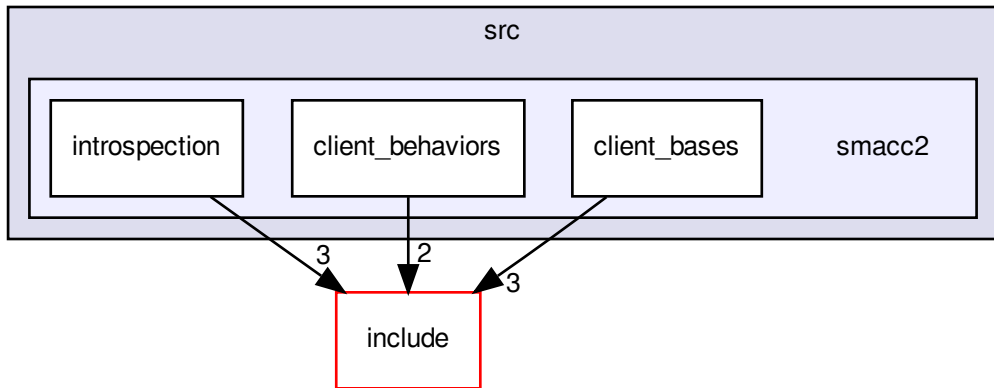 src
introspection
client_behaviors
client_bases
smacc2
3
2
3
include